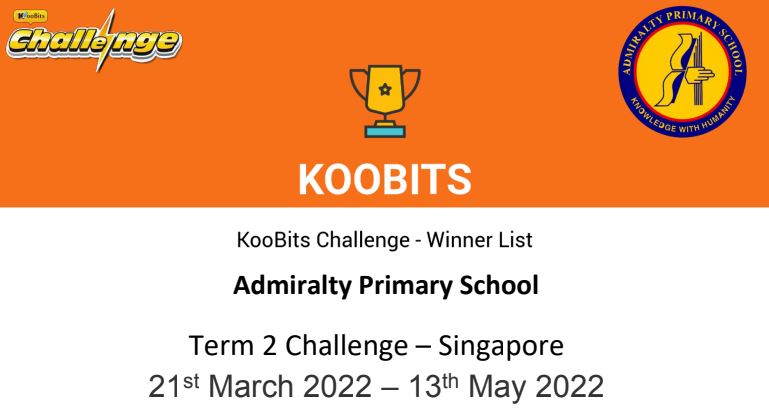 KooBits
Challenge
ADMIRALTY PRIMARY SCHOOL
KNOWLEDGE WITH HUMANITY
KOOBITS
KooBits Challenge - Winner List
Admiralty Primary School
Term 2 Challenge – Singapore
21st March 2022 – 13th May 2022